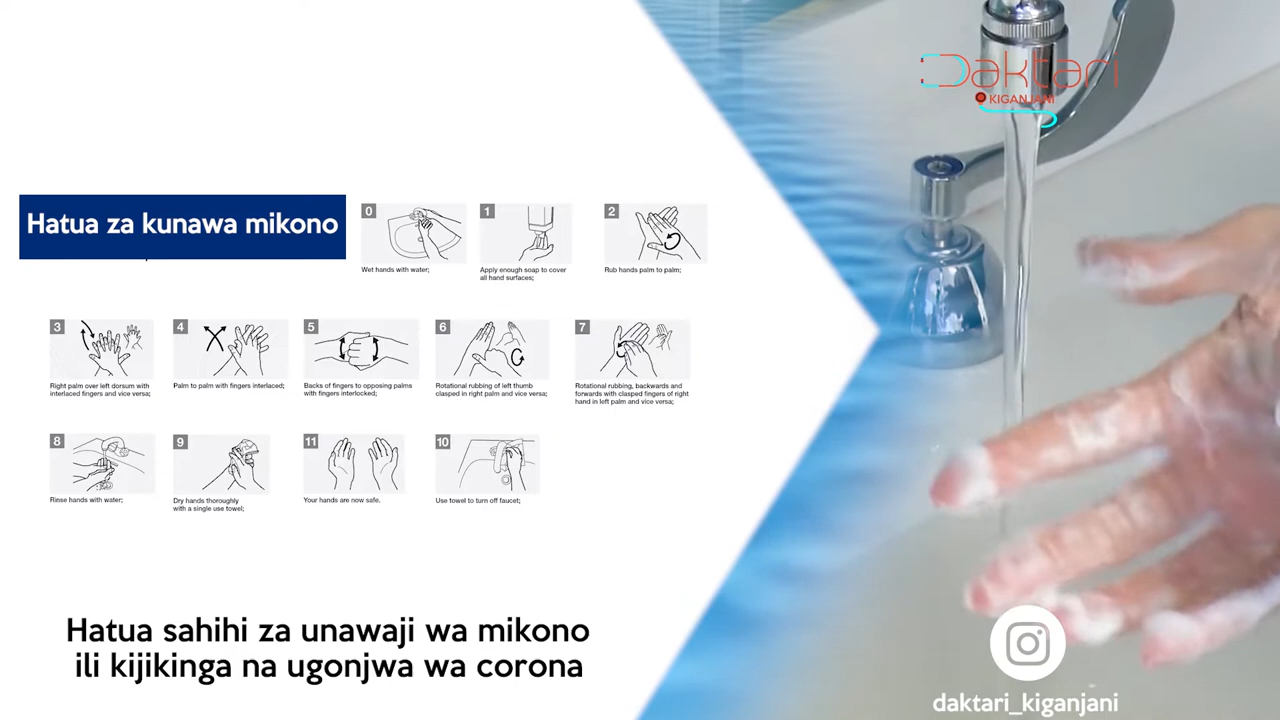 Daktari
KIGANJANI
Hatua za kunawa mikono
0
Wet hands with water;
1
Apply enough soap to cover
all hand surfaces;
2
Rub hands palm to palm;
3
Right palm over left dorsum with
interlaced fingers and vice versa;
4
Palm to palm with fingers interlaced;
5
Backs of fingers to opposing palms
with fingers interlocked;
6
Rotational rubbing of left thumb
clasped in right palm and vice versa;
7
Rotational rubbing, backwards and
forwards with clasped fingers of right
hand in left palm and vice versa;
8
Rinse hands with water;
9
Dry hands thoroughly
with a single use towel;
11
Your hands are now safe.
10
Use towel to turn off faucet;
Hatua sahihi za unawaji wa mikono
ili kijikinga na ugonjwa wa corona
daktari_kiganjani